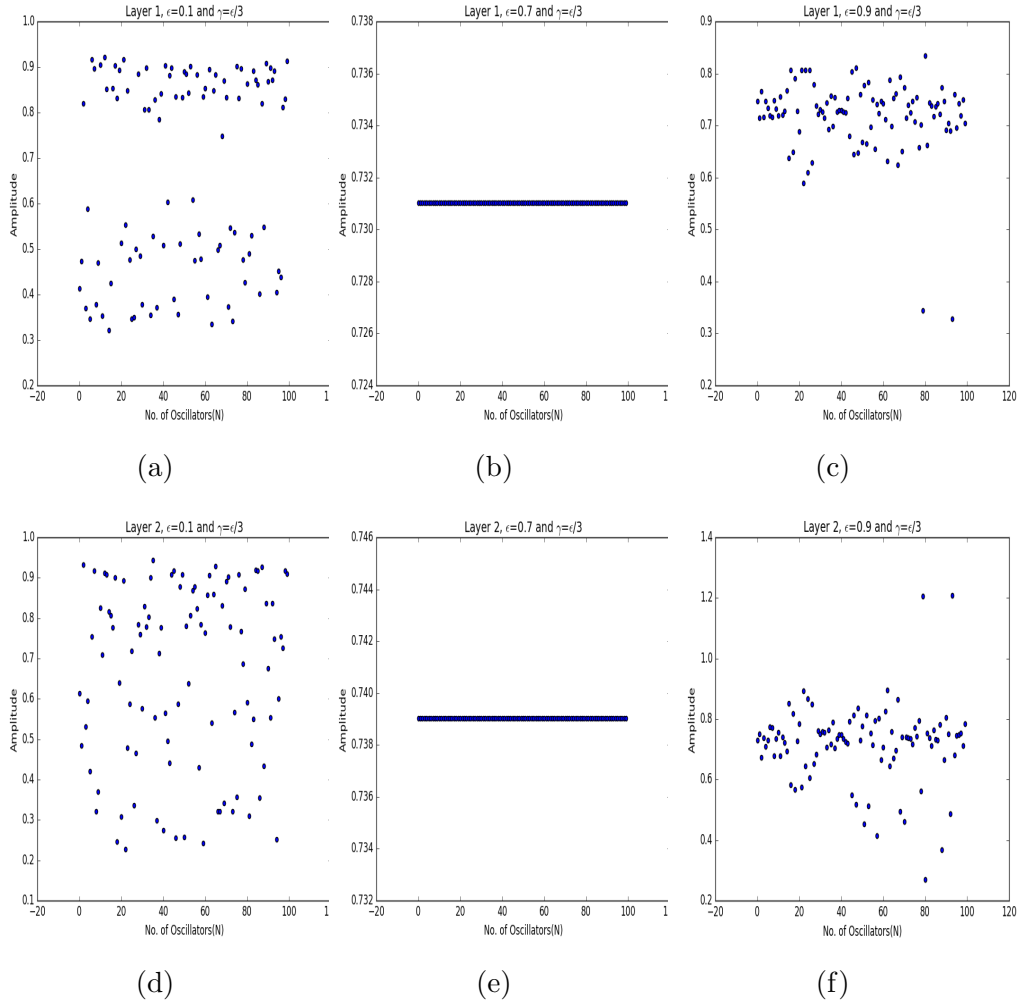 Layer 1, ϵ=0.1 and γ=ϵ/3
1.0
0.9
0.8
0.7
0.6
0.5
0.4
0.3
0.2
Amplitude
−20 0 20 40 60 80 100 1
No. of Oscillators(N)
(a)
Layer 1, ϵ=0.7 and γ=ϵ/3
0.738
0.736
0.734
0.732
0.730
0.728
0.726
0.724
Amplitude
−20 0 20 40 60 80 100 1
No. of Oscillators(N)
(b)
Layer 1, ϵ=0.9 and γ=ϵ/3
0.9
0.8
0.7
0.6
0.5
0.4
0.3
0.2
Amplitude
−20 0 20 40 60 80 100 120
No. of Oscillators(N)
(c)
Layer 2, ϵ=0.1 and γ=ϵ/3
1.0
0.9
0.8
0.7
0.6
0.5
0.4
0.3
0.2
0.1
Amplitude
−20 0 20 40 60 80 100 1
No. of Oscillators(N)
(d)
Layer 2, ϵ=0.7 and γ=ϵ/3
0.746
0.744
0.742
0.740
0.738
0.736
0.734
0.732
Amplitude
−20 0 20 40 60 80 100 1
No. of Oscillators(N)
(e)
Layer 2, ϵ=0.9 and γ=ϵ/3
1.4
1.2
1.0
0.8
0.6
0.4
0.2
Amplitude
−20 0 20 40 60 80 100 120
No. of Oscillators(N)
(f)